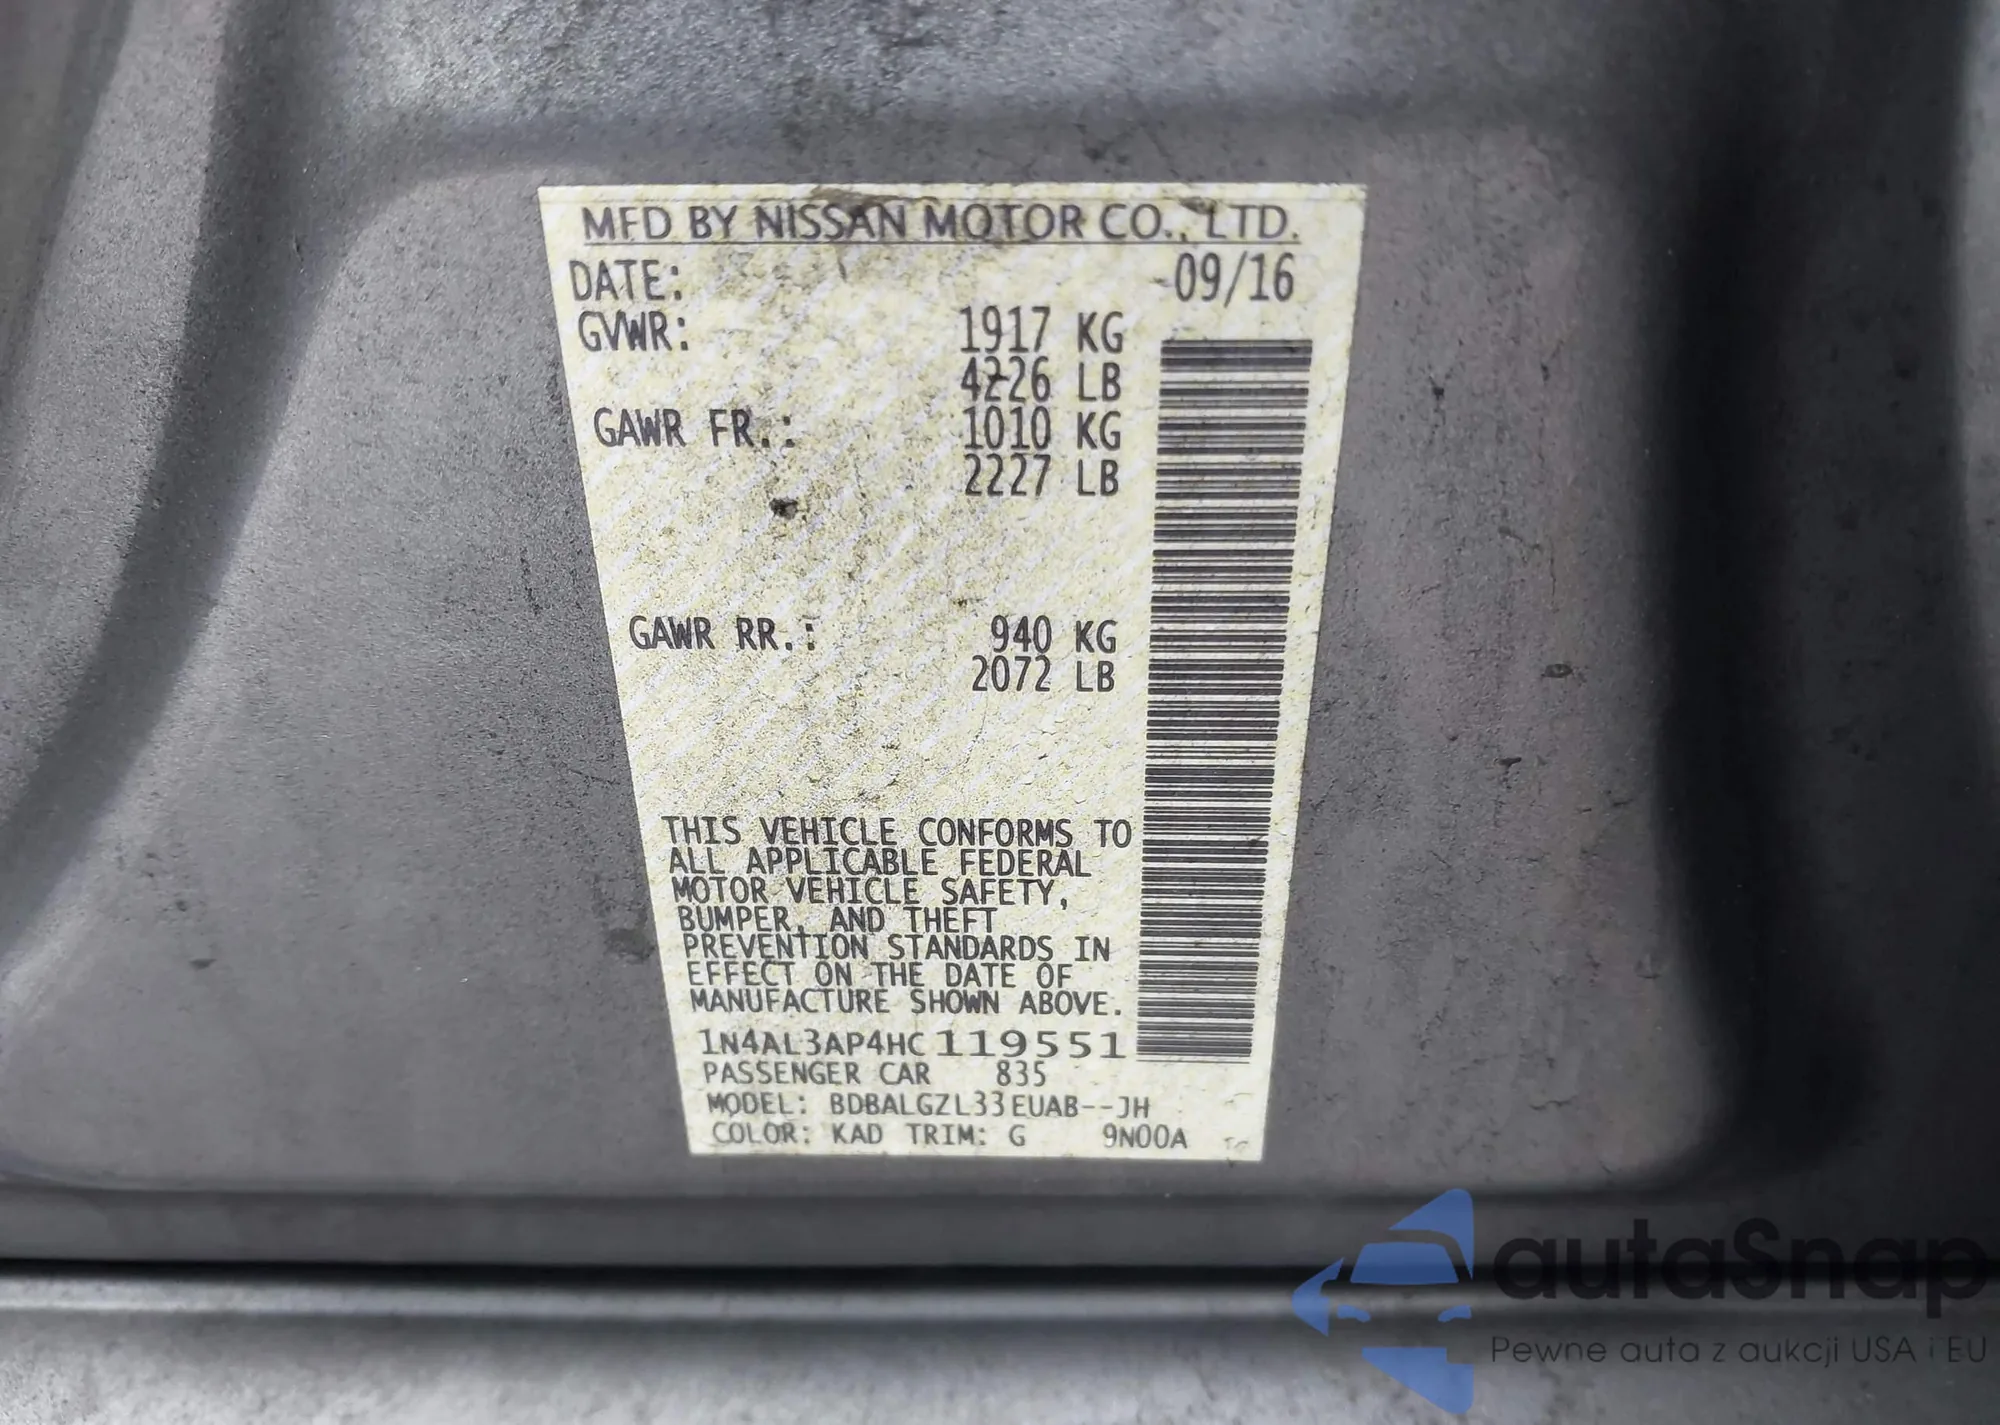 MFD BY NISSAN MOTOR CO., LTD.
DATE: 09/16
GVWR: 1917 KG
4226 LB
GAWR FR.: 1010 KG
2227 LB
GAWR RR.: 940 KG
2072 LB
THIS VEHICLE CONFORMS TO
ALL APPLICABLE FEDERAL
MOTOR VEHICLE SAFETY,
BUMPER, AND THEFT
PREVENTION STANDARDS IN
EFFECT ON THE DATE OF
MANUFACTURE SHOWN ABOVE.
1N4AL3AP4HC119551
PASSENGER CAR 835
MODEL: BDBALGZL33EUAB--JH
COLOR: KAD TRIM: G 9N00A
autaSnap
Pewne auta z aukcji USA i EU